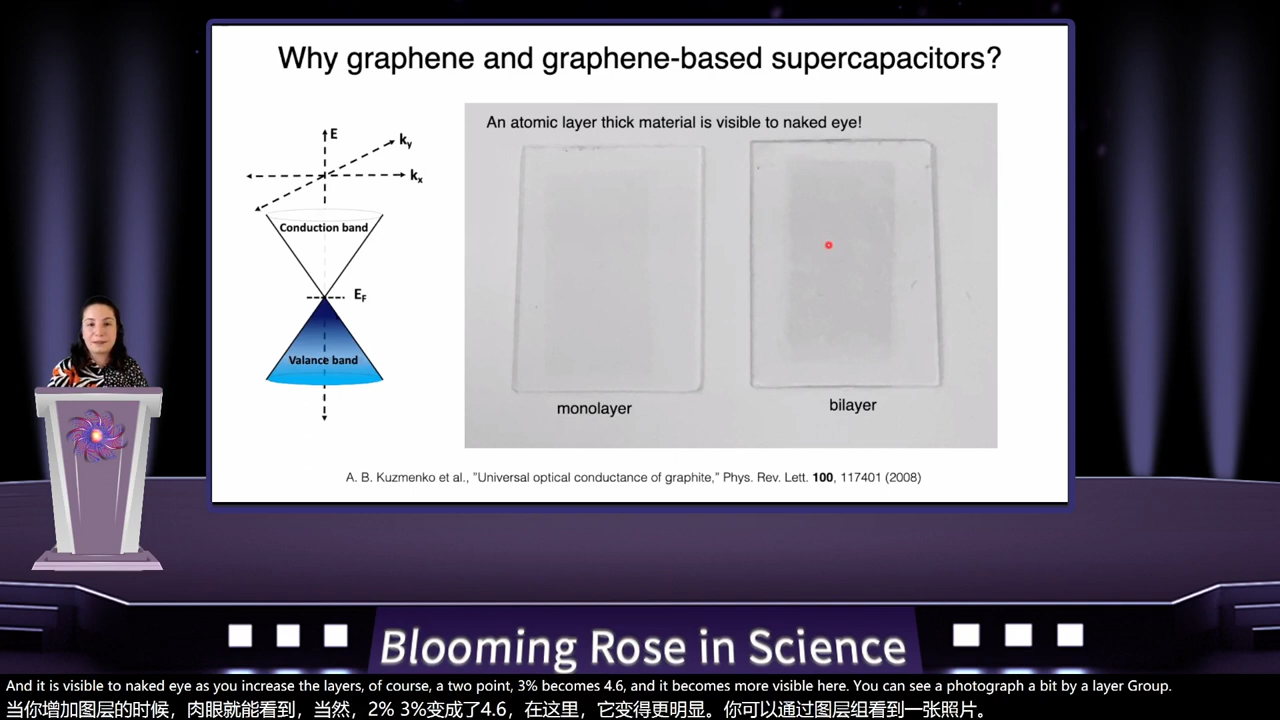 Why graphene and graphene-based supercapacitors?
An atomic layer thick material is visible to naked eye!
E
ky
kx
Conduction band
EF
Valance band
monolayer
bilayer
A. B. Kuzmenko et al., "Universal optical conductance of graphite," Phys. Rev. Lett. 100, 117401 (2008)
Blooming Rose in Science
And it is visible to naked eye as you increase the layers, of course, a two point, 3% becomes 4.6, and it becomes more visible here. You can see a photograph a bit by a layer Group.
当你增加图层的时候，肉眼就能看到，当然，2% 3%变成了4.6，在这里，它变得更明显。你可以通过图层组看到一张照片。